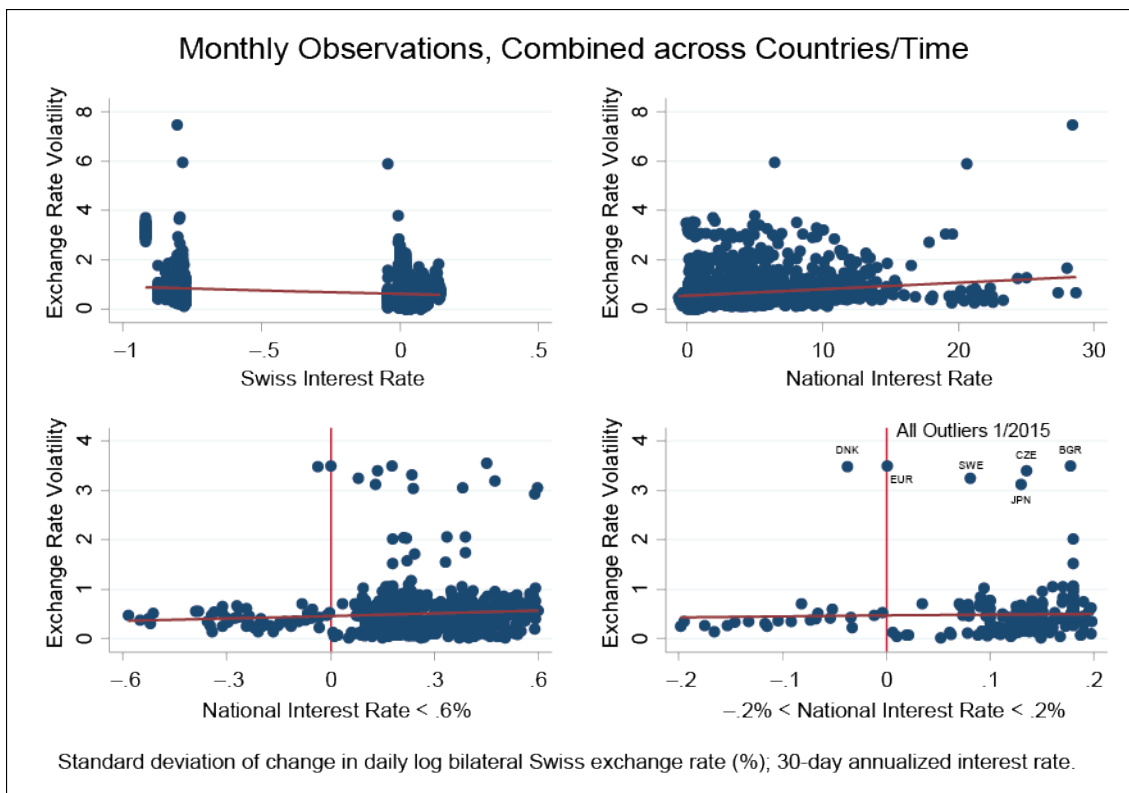 Monthly Observations, Combined across Countries/Time
Exchange Rate Volatility
8
6
4
2
0
–1
–.5
0
.5
Swiss Interest Rate
Exchange Rate Volatility
8
6
4
2
0
0
10
20
30
National Interest Rate
Exchange Rate Volatility
4
3
2
1
0
–.6
–.3
0
.3
.6
National Interest Rate < .6%
Exchange Rate Volatility
4
3
2
1
0
All Outliers 1/2015
DNK
EUR
SWE
CZE
JPN
BGR
–.2
–.1
0
.1
.2
–.2% < National Interest Rate < .2%
Standard deviation of change in daily log bilateral Swiss exchange rate (%); 30-day annualized interest rate.